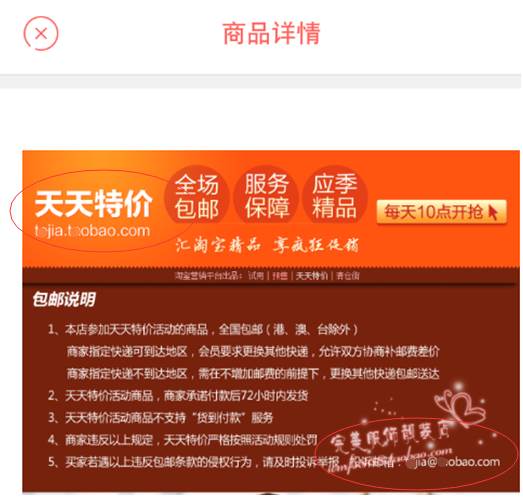 商品详情
天天特价
tejia.taobao.com
全场包邮
服务保障
应季精品
每天10点开抢
汇淘宝精品 享疯狂促销
淘宝营销平台出品： 试用 | 拼售 | 天天特价 | 清仓街
包邮说明
1、本店参加天天特价活动的商品，全国包邮（港、澳、台除外）
商家指定快递可到达地区，会员要求更换其他快递，允许双方协商补邮费差价
商家指定快递不到达地区，需在不增加邮费的前提下，更换其他快递包邮送达
2、天天特价活动商品，商家承诺付款后72小时内发货
3、天天特价活动商品不支持“货到付款”服务
4、商家违反以上规定，天天特价严格按照活动规则处罚
5、买家若遇以上违反包邮条款的侵权行为，请及时投诉举报，投诉邮箱：tejia@taobao.com
完美服饰韩装店